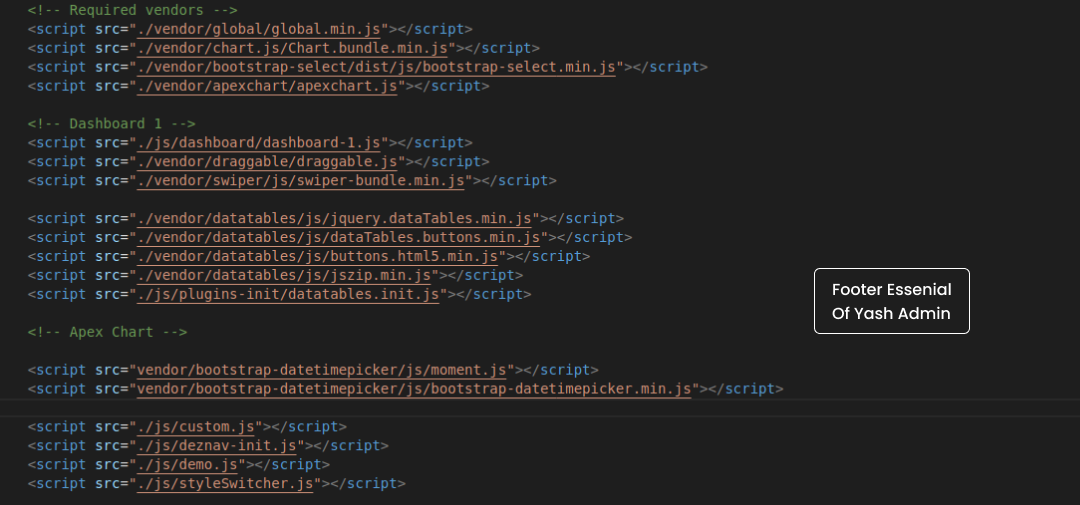 <!-- Required vendors -->
<script src="./vendor/global/global.min.js"></script>
<script src="./vendor/chart.js/Chart.bundle.min.js"></script>
<script src="./vendor/bootstrap-select/dist/js/bootstrap-select.min.js"></script>
<script src="./vendor/apexchart/apexchart.js"></script>
<!-- Dashboard 1 -->
<script src="./js/dashboard/dashboard-1.js"></script>
<script src="./vendor/draggable/draggable.js"></script>
<script src="./vendor/swiper/js/swiper-bundle.min.js"></script>
<script src="./vendor/datatables/js/jquery.dataTables.min.js"></script>
<script src="./vendor/datatables/js/dataTables.buttons.min.js"></script>
<script src="./vendor/datatables/js/buttons.html5.min.js"></script>
<script src="./vendor/datatables/js/jszip.min.js"></script>
<script src="./js/plugins-init/datatables.init.js"></script>
Footer Essenial
Of Yash Admin
<!-- Apex Chart -->
<script src="vendor/bootstrap-datetimepicker/js/moment.js"></script>
<script src="vendor/bootstrap-datetimepicker/js/bootstrap-datetimepicker.min.js"></script>
<script src="./js/custom.js"></script>
<script src="./js/deznav-init.js"></script>
<script src="./js/demo.js"></script>
<script src="./js/styleSwitcher.js"></script>